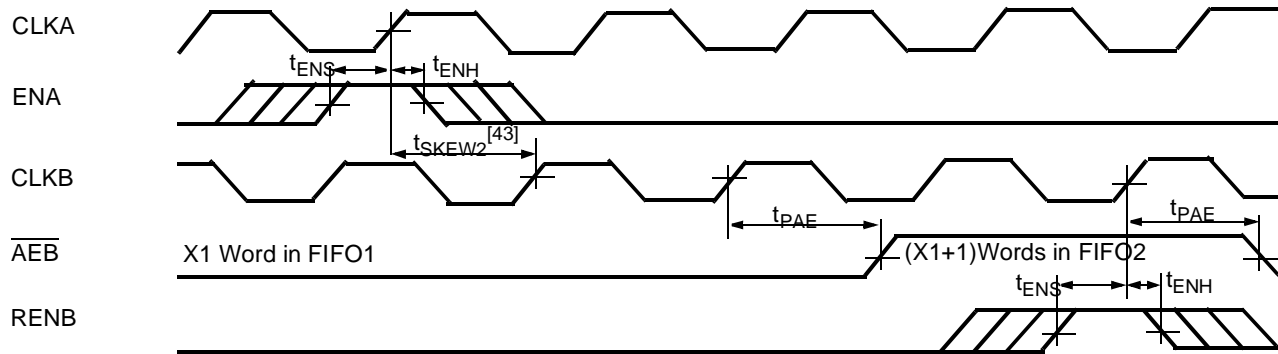 CLKA
tENS tENH
ENA
tSKEW2[43]
CLKB
tPAE tPAE
AEB X1 Word in FIFO1 (X1+1)Words in FIFO2
tENS tENH
RENB